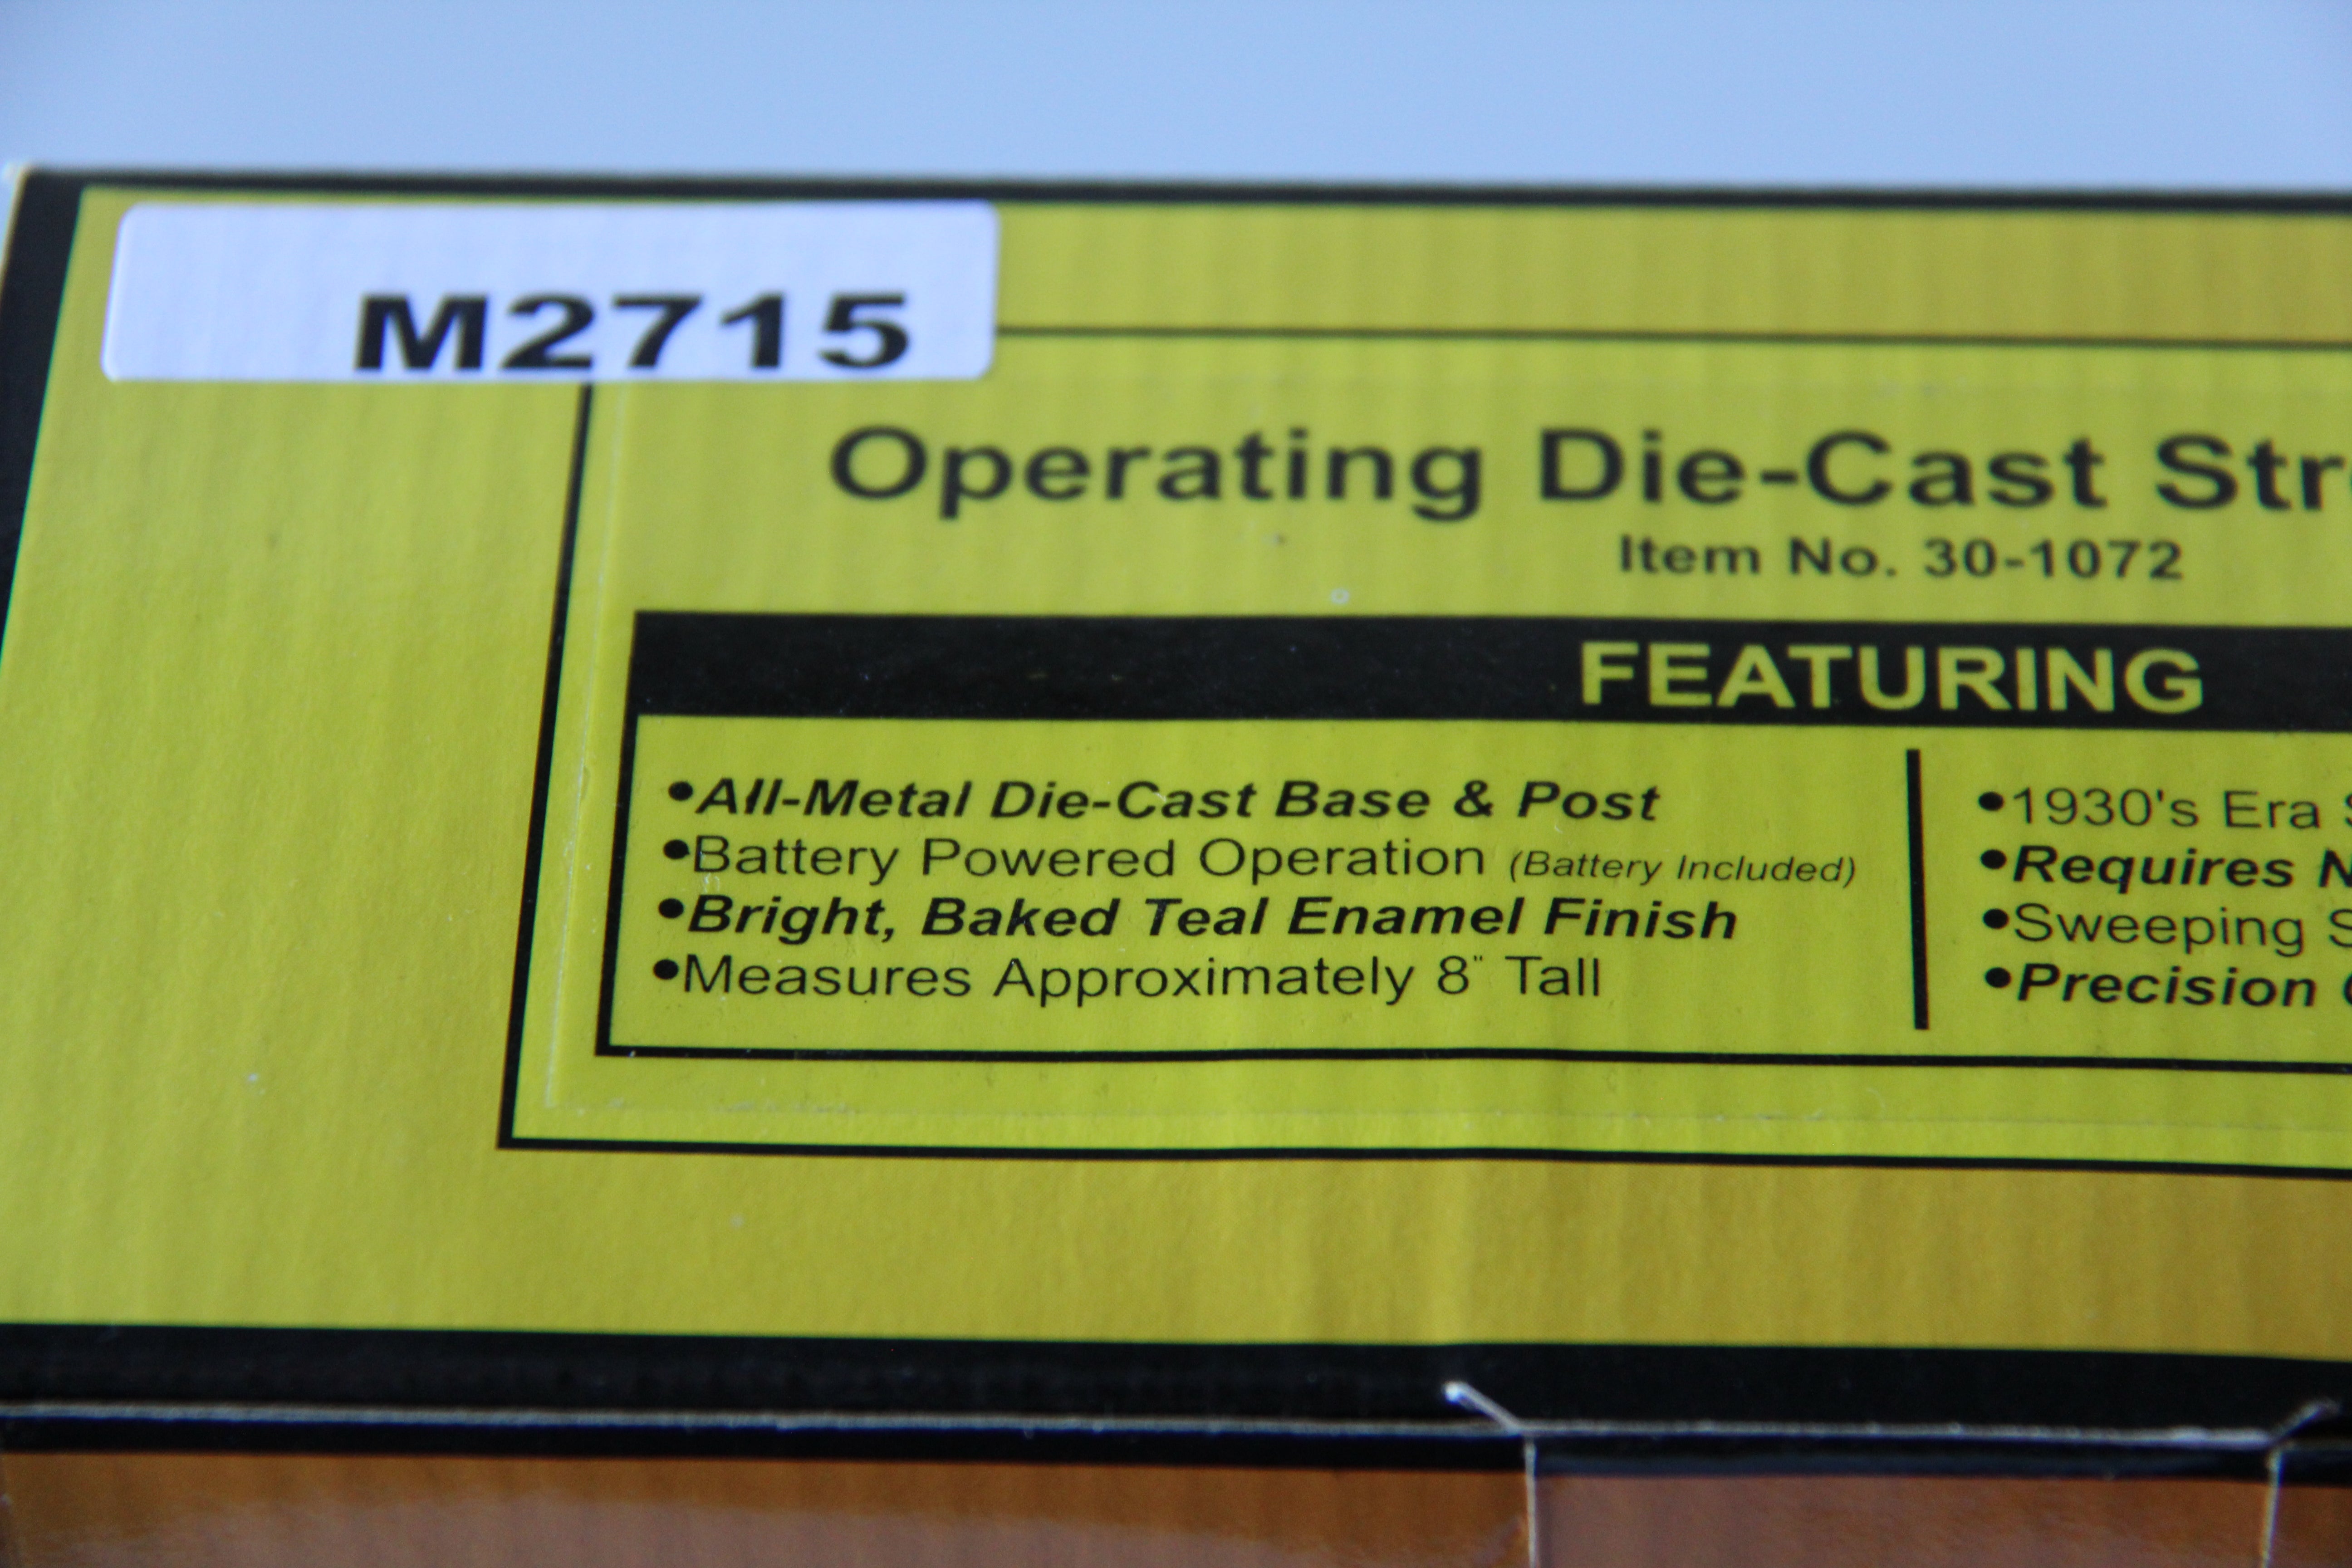 M2715
Operating Die-Cast
Item No. 30-1072
FEATURING
•All-Metal Die-Cast Base & Post
•Battery Powered Operation (Battery Included)
•Bright, Baked Teal Enamel Finish
•Measures Approximately 8" Tall
•1930's Era
•Requires
•Sweeping
•Precision